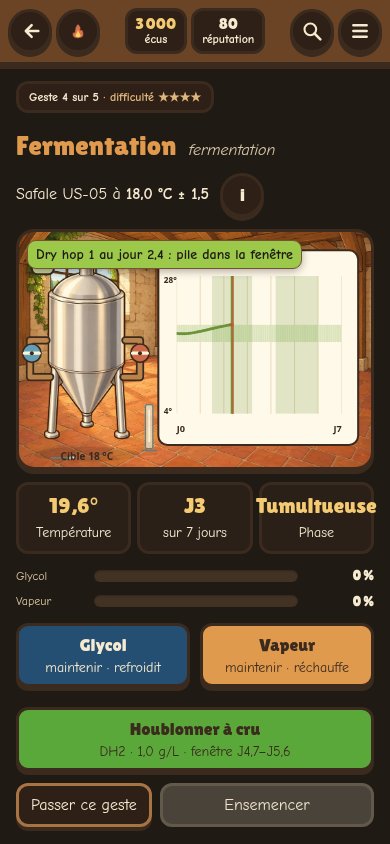 3 000
écus
80
réputation
Geste 4 sur 5 · difficulté ★★★★
Fermentation fermentation
Safale US-05 à 18,0 °C ± 1,5
i
Dry hop 1 au jour 2,4 : pile dans la fenêtre
28°
4°
J0
J7
Cible 18 °C
19,6°
Température
J3
sur 7 jours
Tumultueuse
Phase
Glycol
0 %
Vapeur
0 %
Glycol
maintenir · refroidit
Vapeur
maintenir · réchauffe
Houblonner à cru
DH2 · 1,0 g/L · fenêtre J4,7–J5,6
Passer ce geste
Ensemencer